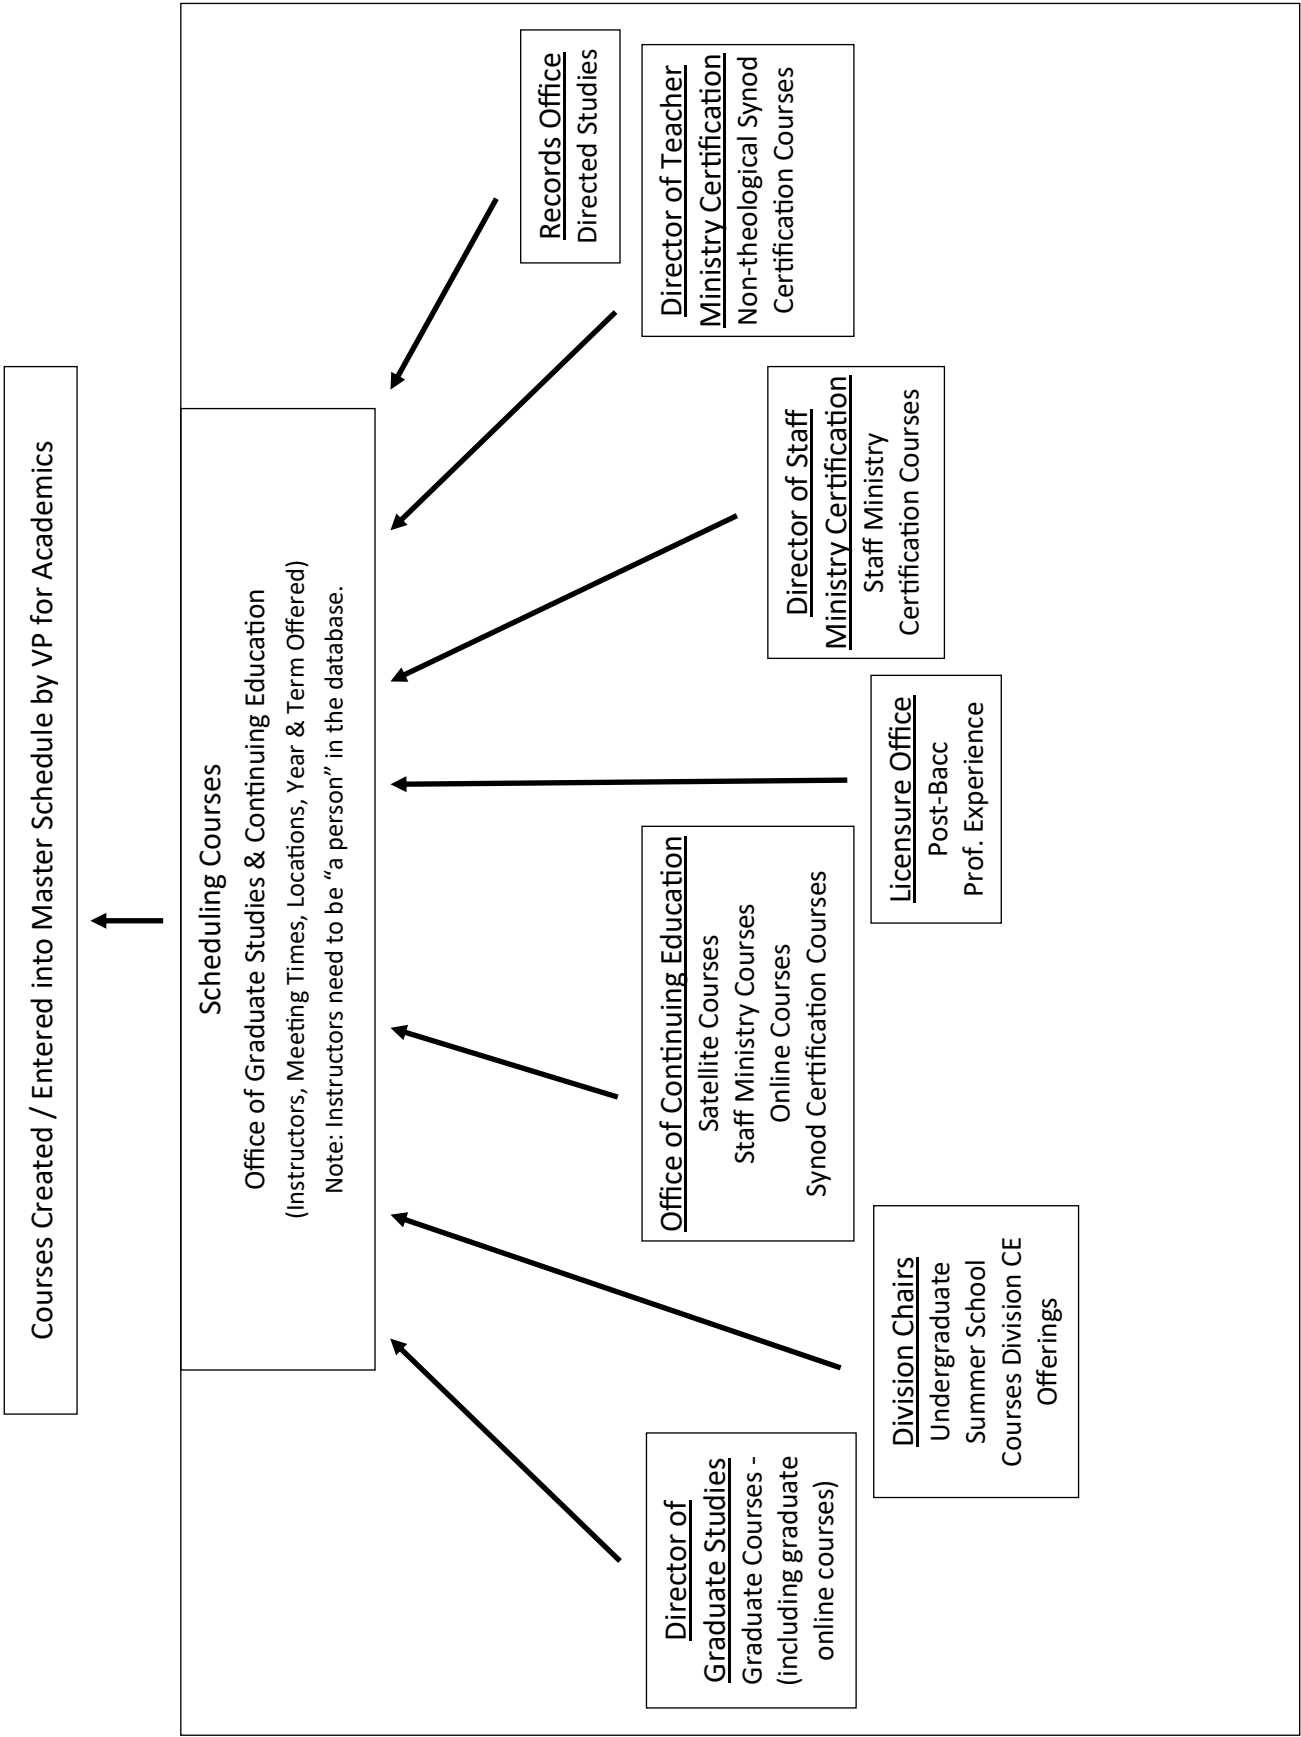 Courses Created / Entered into Master Schedule by VP for Academics
Scheduling Courses
Office of Graduate Studies & Continuing Education
(Instructors, Meeting Times, Locations, Year & Term Offered)
Note: Instructors need to be “a person” in the database.
Director of
Graduate Studies
Graduate Courses -
(including graduate
online courses)
Division Chairs
Undergraduate
Summer School
Courses Division CE
Offerings
Office of Continuing Education
Satellite Courses
Staff Ministry Courses
Online Courses
Synod Certification Courses
Licensure Office
Post-Bacc
Prof. Experience
Director of Staff
Ministry Certification
Staff Ministry
Certification Courses
Director of Teacher
Ministry Certification
Non-theological Synod
Certification Courses
Records Office
Directed Studies